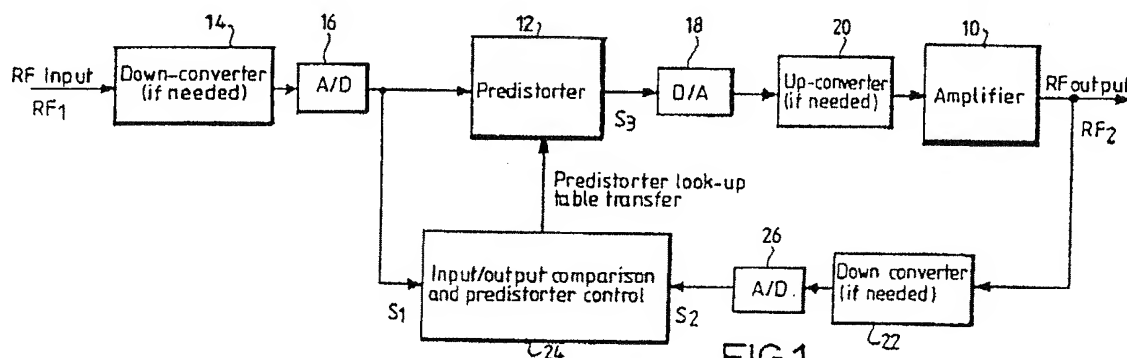 14
16
12
18
20
10
RF Input
RF1
Down-converter
(if needed)
A/D
Predistorter
S3
D/A
Up-converter
(if needed)
Amplifier
RF output
RF2
Predistorter look-up
table transfer
26
Input/output comparison
and predistorter control
S1
S2
A/D
Down converter
(if needed)
24
22
FIG.1